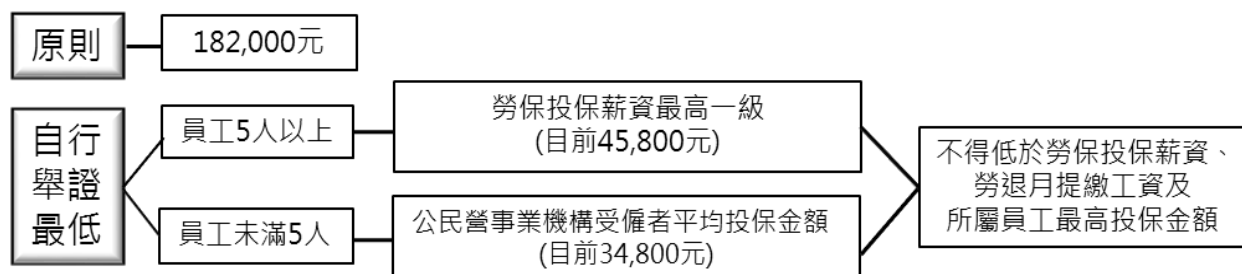 原則
182,000元
自行
舉證
最低
員工5人以上
勞保投保薪資最高一級
(目前45,800元)
員工未滿5人
公民營事業機構受僱者平均投保金額
(目前34,800元)
不得低於勞保投保薪資、
勞退月提繳工資及
所屬員工最高投保金額